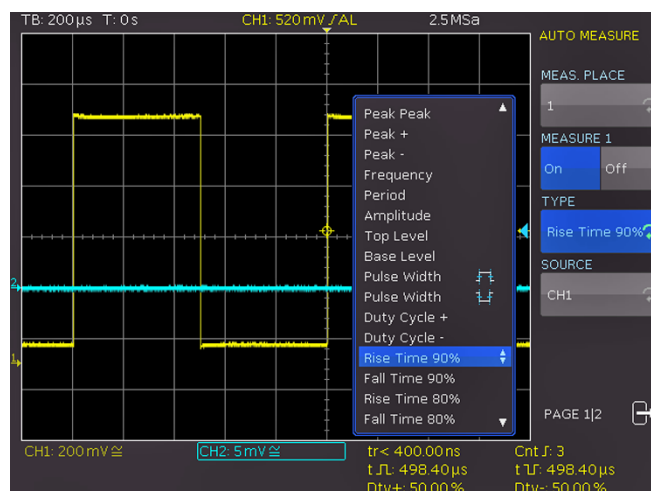 TB: 200µs T: 0s CH1: 520mV AL 2.5MSa
AUTO MEASURE
MEAS. PLACE
1
MEASURE 1
On Off
TYPE
Rise Time 90%
SOURCE
CH1
PAGE 1|2
Peak Peak
Peak +
Peak -
Frequency
Period
Amplitude
Top Level
Base Level
Pulse Width
Pulse Width
Duty Cycle +
Duty Cycle -
Rise Time 90%
Fall Time 90%
Rise Time 80%
Fall Time 80%
2
1
CH1: 200mV≅ CH2: 5mV≅ tr< 400.00ns Cnt: 3
t: 498.40µs t: 498.40µs
Dty+: 50.00% Dty-: 50.00%